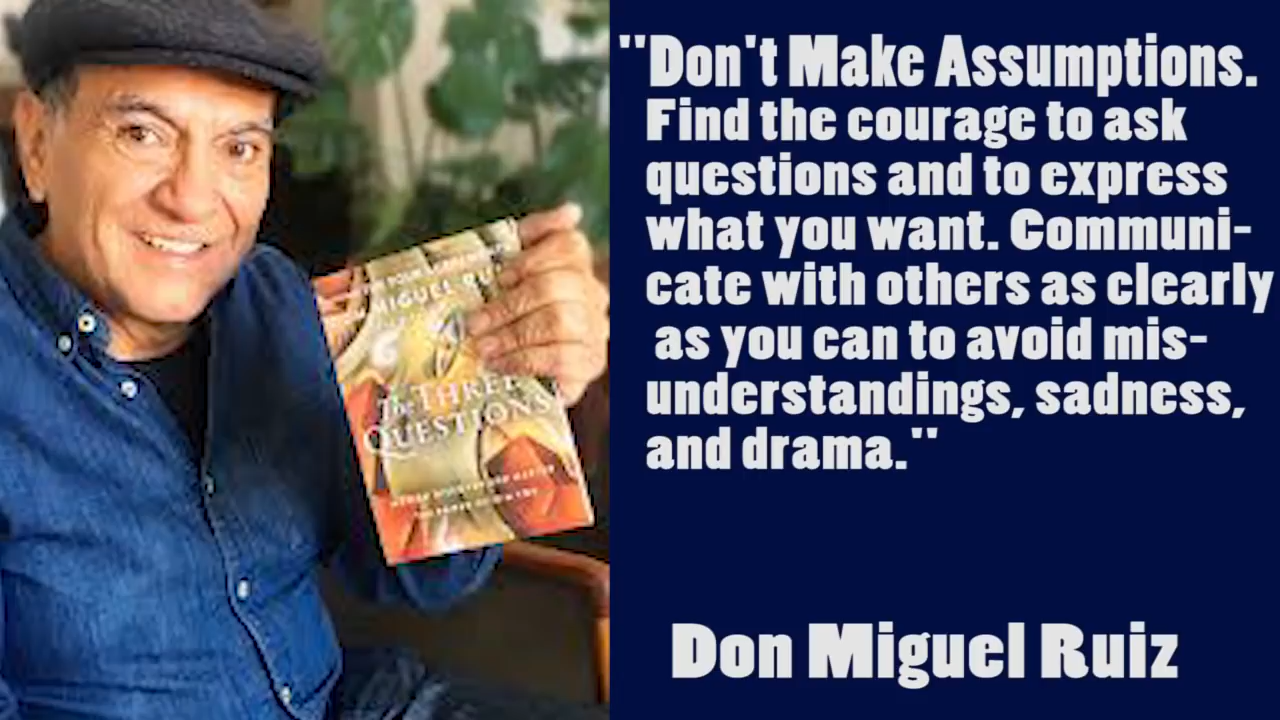 "Don't Make Assumptions.
Find the courage to ask
questions and to express
what you want. Communi-
cate with others as clearly
as you can to avoid mis-
understandings, sadness,
and drama."
Don Miguel Ruiz
MIGUEL
The THREE
QUESTIONS